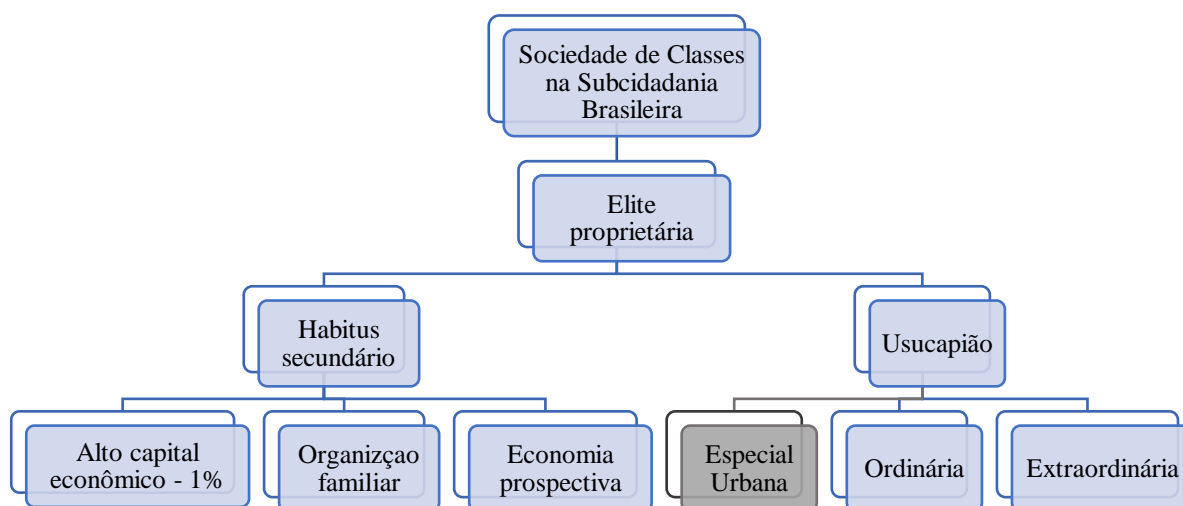 Sociedade de Classes
na Subcidadania
Brasileira
Elite
proprietária
Habitus
secundário
Usucapião
Alto capital
econômico - 1%
Organizçao
familiar
Economia
prospectiva
Especial
Urbana
Ordinária
Extraordinária